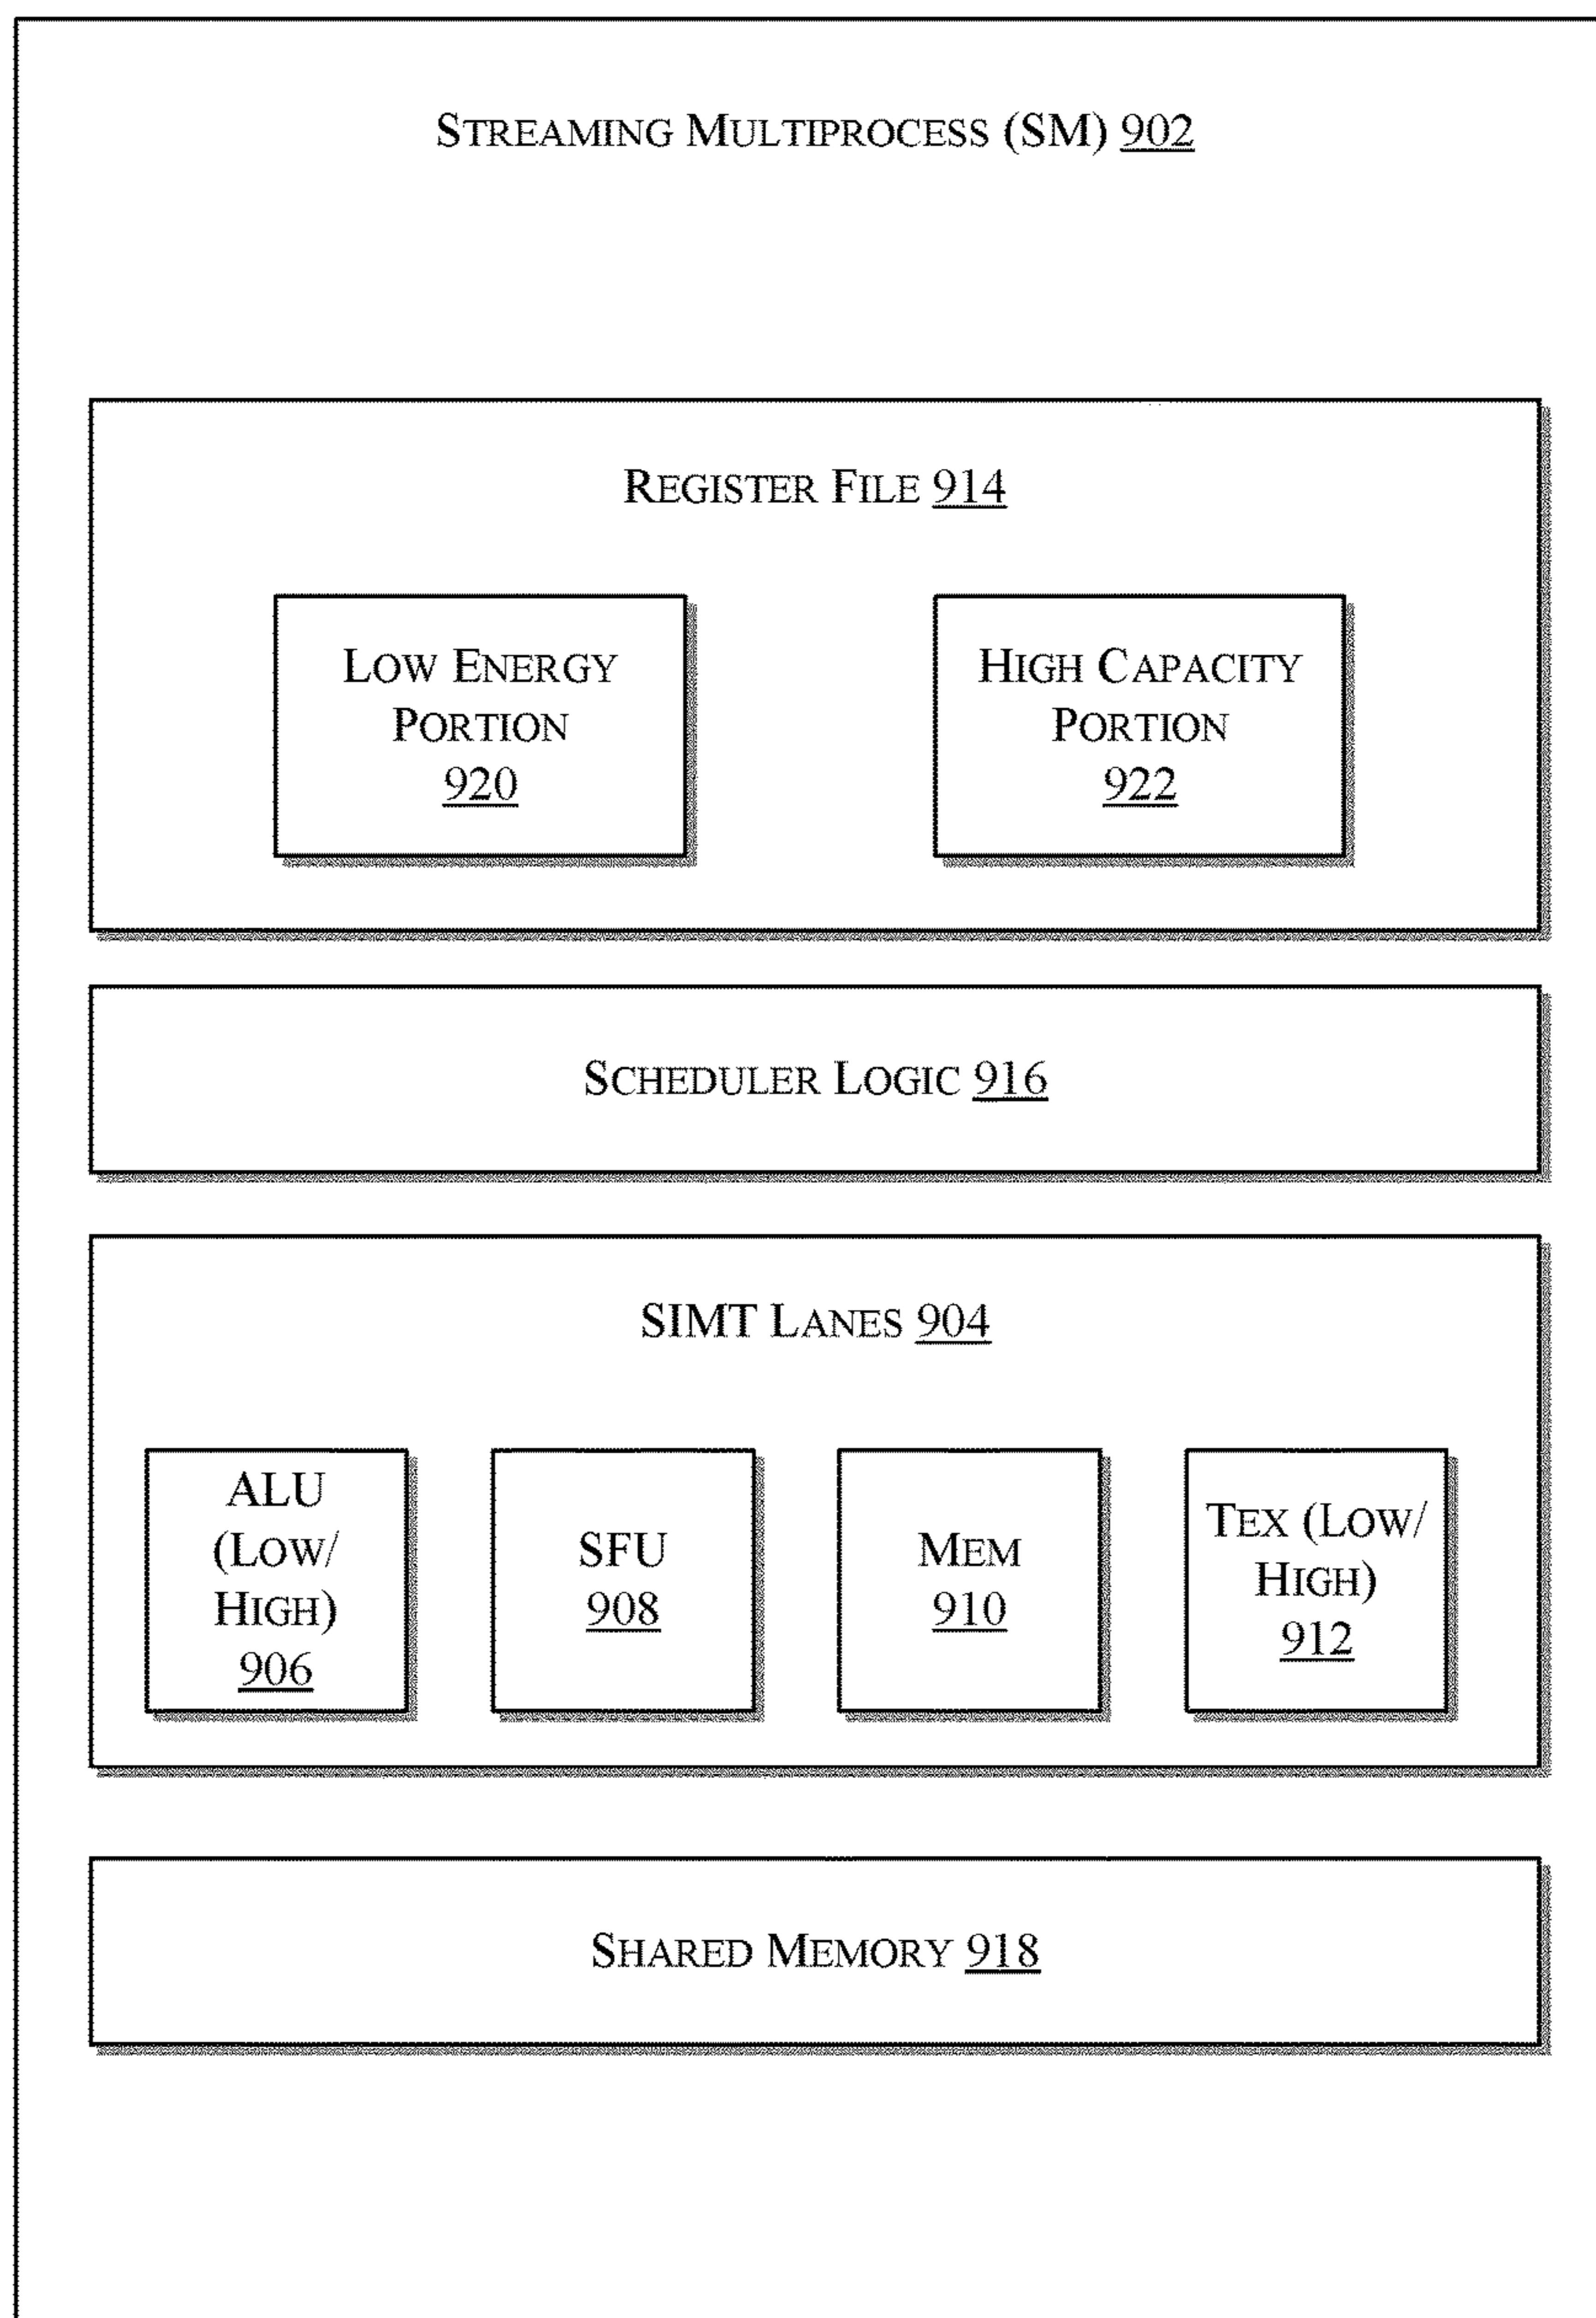 STREAMING MULTIPROCESS (SM) 902
REGISTER FILE 914
LOW ENERGY
PORTION
920
HIGH CAPACITY
PORTION
922
SCHEDULER LOGIC 916
SIMT LANES 904
ALU
(LOW/
HIGH)
906
SFU
908
MEM
910
TEX (LOW/
HIGH)
912
SHARED MEMORY 918